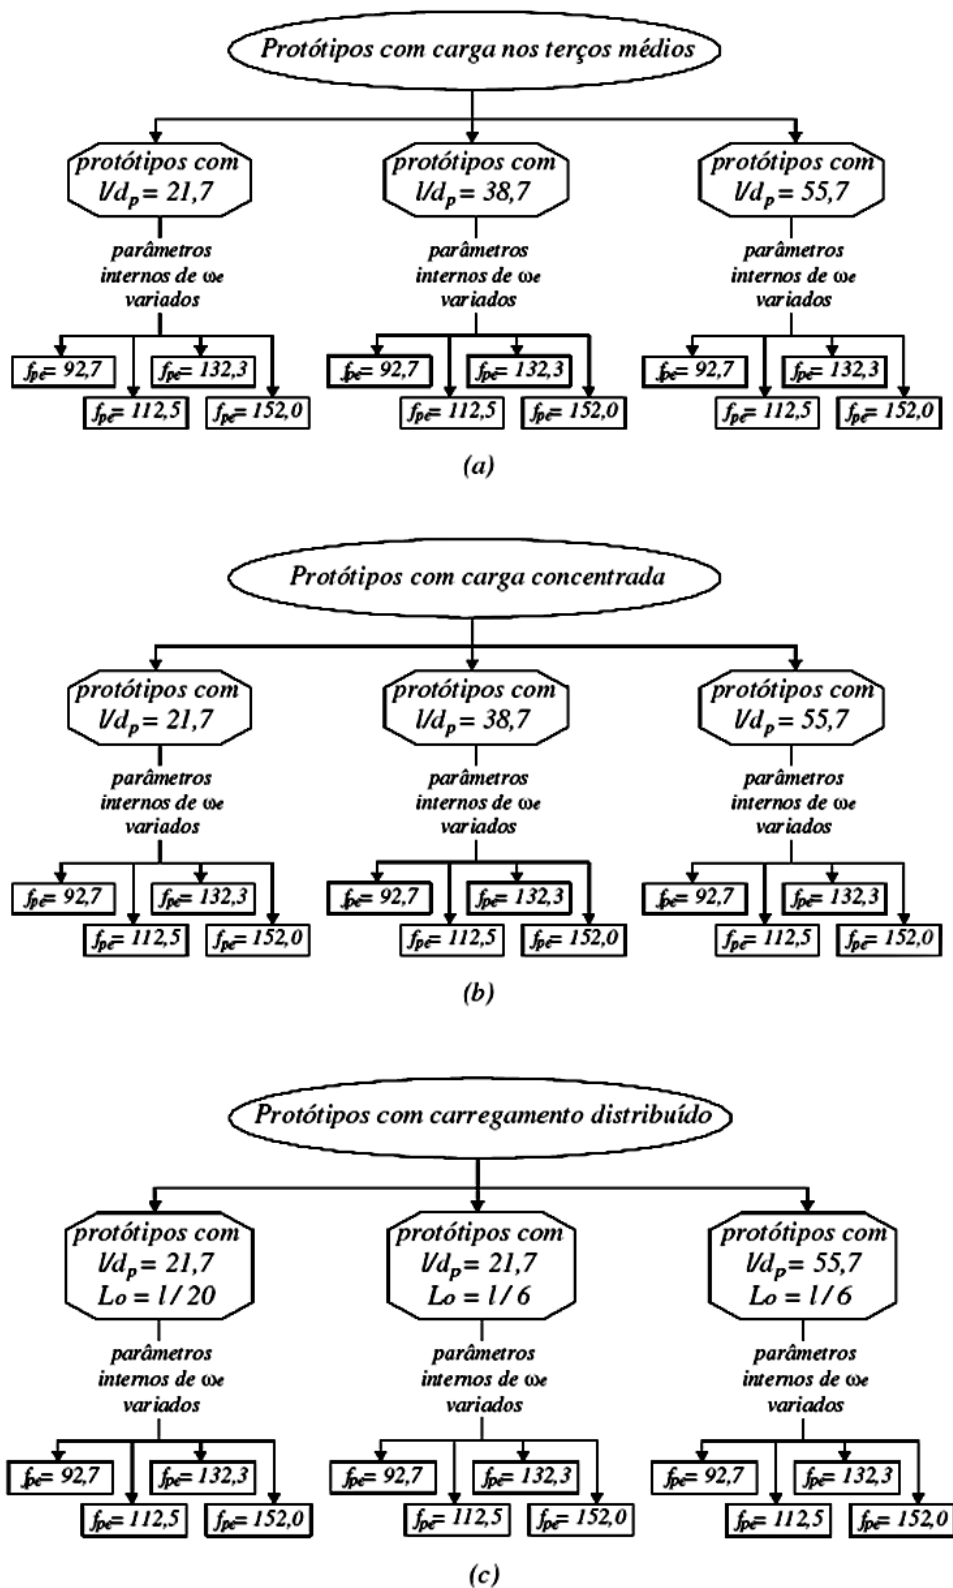 Protótipos com carga nos terços médios
protótipos com
l/dp = 21,7
protótipos com
l/dp = 38,7
protótipos com
l/dp = 55,7
parâmetros
internos de ωe
variados
parâmetros
internos de ωe
variados
parâmetros
internos de ωe
variados
fpe= 92,7
fpe= 132,3
fpe= 112,5
fpe= 152,0
fpe= 92,7
fpe= 132,3
fpe= 112,5
fpe= 152,0
fpe= 92,7
fpe= 132,3
fpe= 112,5
fpe= 152,0
(a)
Protótipos com carga concentrada
protótipos com
l/dp = 21,7
protótipos com
l/dp = 38,7
protótipos com
l/dp = 55,7
parâmetros
internos de ωe
variados
parâmetros
internos de ωe
variados
parâmetros
internos de ωe
variados
fpe= 92,7
fpe= 132,3
fpe= 112,5
fpe= 152,0
fpe= 92,7
fpe= 132,3
fpe= 112,5
fpe= 152,0
fpe= 92,7
fpe= 132,3
fpe= 112,5
fpe= 152,0
(b)
Protótipos com carregamento distribuído
protótipos com
l/dp = 21,7
Lo = l / 20
protótipos com
l/dp = 21,7
Lo = l / 6
protótipos com
l/dp = 55,7
Lo = l / 6
parâmetros
internos de ωe
variados
parâmetros
internos de ωe
variados
parâmetros
internos de ωe
variados
fpe= 92,7
fpe= 132,3
fpe= 112,5
fpe= 152,0
fpe= 92,7
fpe= 132,3
fpe= 112,5
fpe= 152,0
fpe= 92,7
fpe= 132,3
fpe= 112,5
fpe= 152,0
(c)